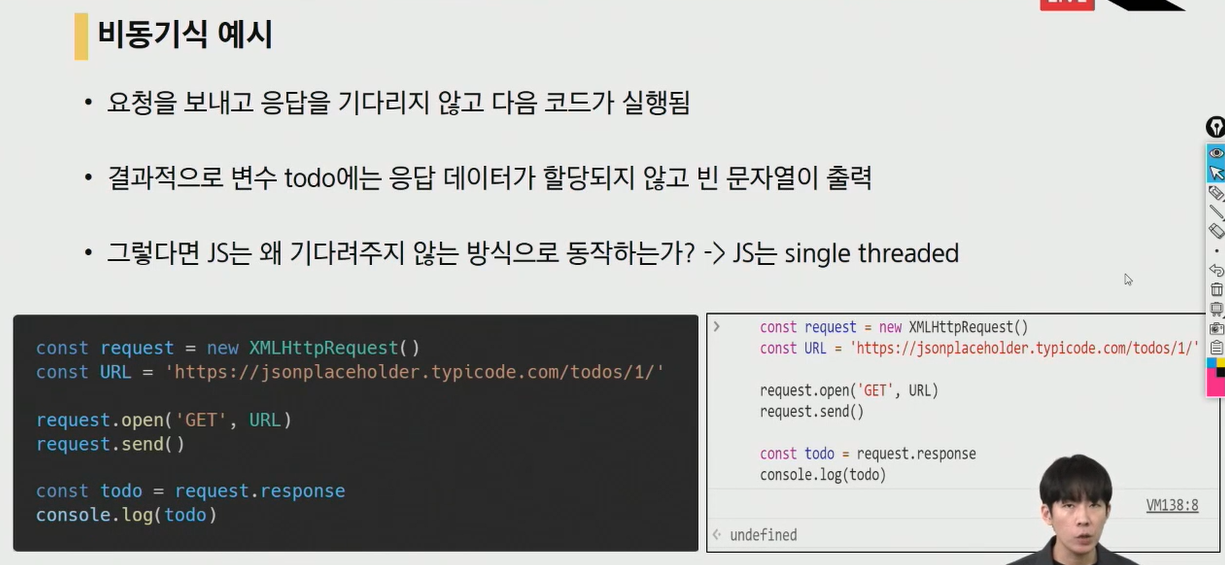 LIVE
비동기식 예시
• 요청을 보내고 응답을 기다리지 않고 다음 코드가 실행됨
• 결과적으로 변수 todo에는 응답 데이터가 할당되지 않고 빈 문자열이 출력
• 그렇다면 JS는 왜 기다려주지 않는 방식으로 동작하는가? -> JS는 single threaded
const request = new XMLHttpRequest()
const URL = 'https://jsonplaceholder.typicode.com/todos/1/'
request.open('GET', URL)
request.send()
const todo = request.response
console.log(todo)
> const request = new XMLHttpRequest()
const URL = 'https://jsonplaceholder.typicode.com/todos/1/'
request.open('GET', URL)
request.send()
const todo = request.response
console.log(todo)
VM138:8
undefined